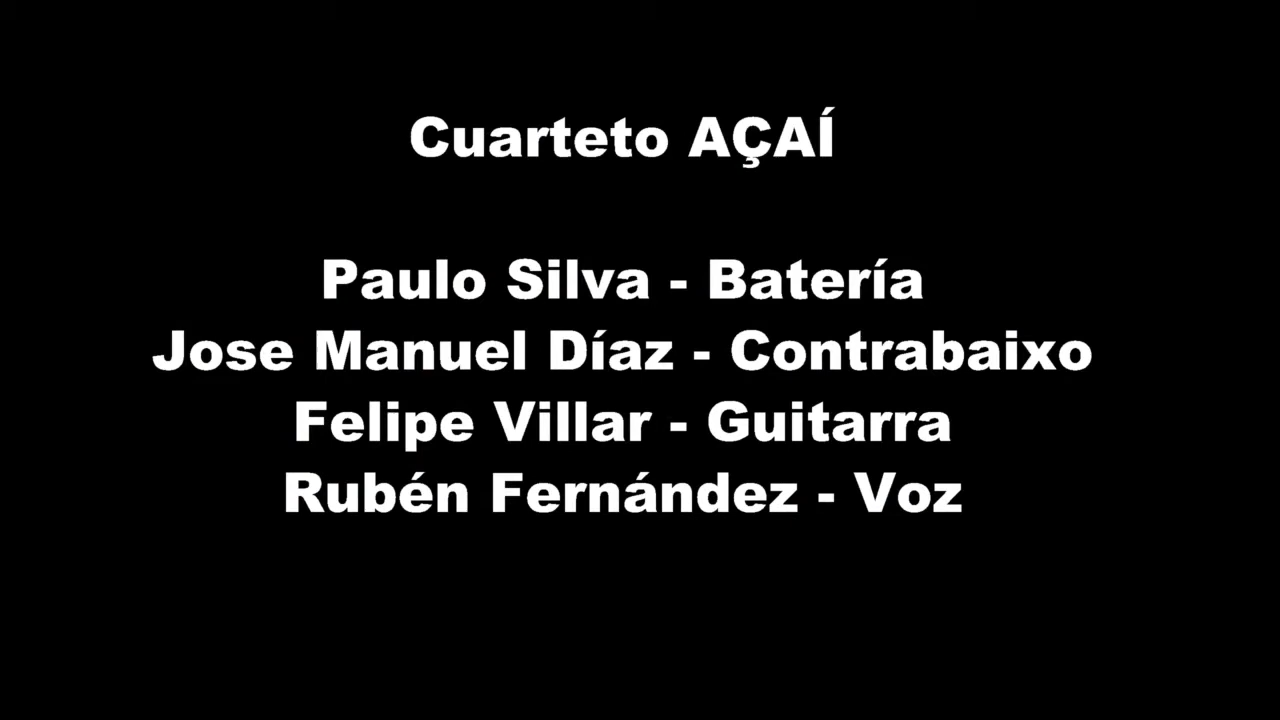 Cuarteto AÇAÍ
Paulo Silva - Batería
Jose Manuel Díaz - Contrabaixo
Felipe Villar - Guitarra
Rubén Fernández - Voz